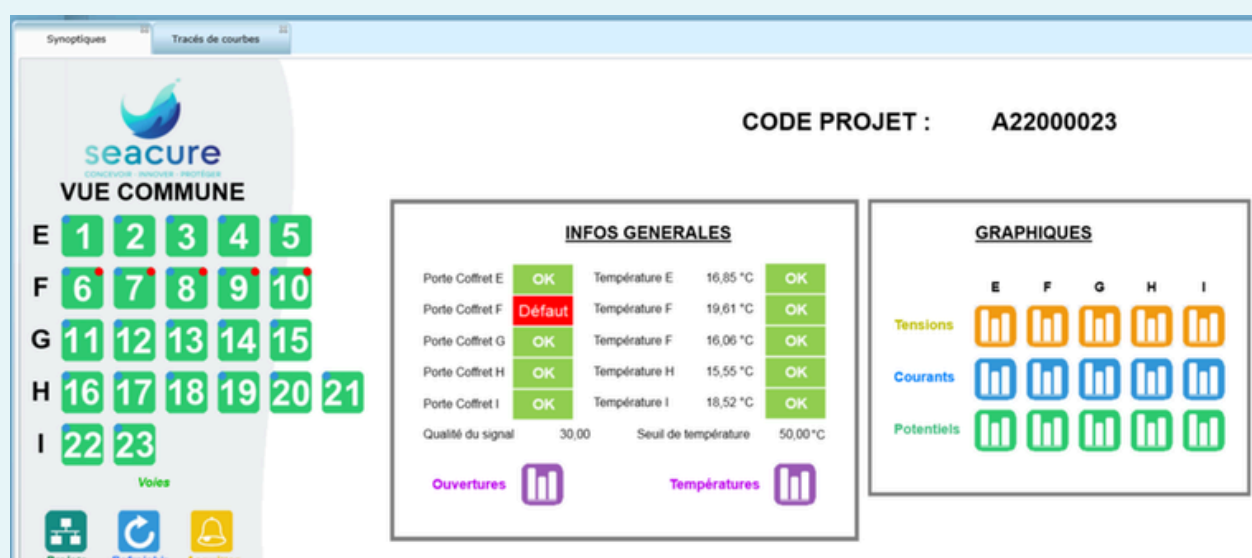 Synoptiques Tracés de courbes
seacure
CONCEVOIR - INNOVER - PROTÉGER
VUE COMMUNE
E 1 2 3 4 5
F 6 7 8 9 10
G 11 12 13 14 15
H 16 17 18 19 20 21
I 22 23
Voies
CODE PROJET : A22000023
INFOS GENERALES
Porte Coffret E OK Température E 16,85 °C OK
Porte Coffret F Défaut Température F 19,61 °C OK
Porte Coffret G OK Température F 16,06 °C OK
Porte Coffret H OK Température H 15,55 °C OK
Porte Coffret I OK Température I 18,52 °C OK
Qualité du signal 30,00 Seuil de température 50,00 °C
Ouvertures Températures
GRAPHIQUES
E F G H I
Tensions
Courants
Potentiels